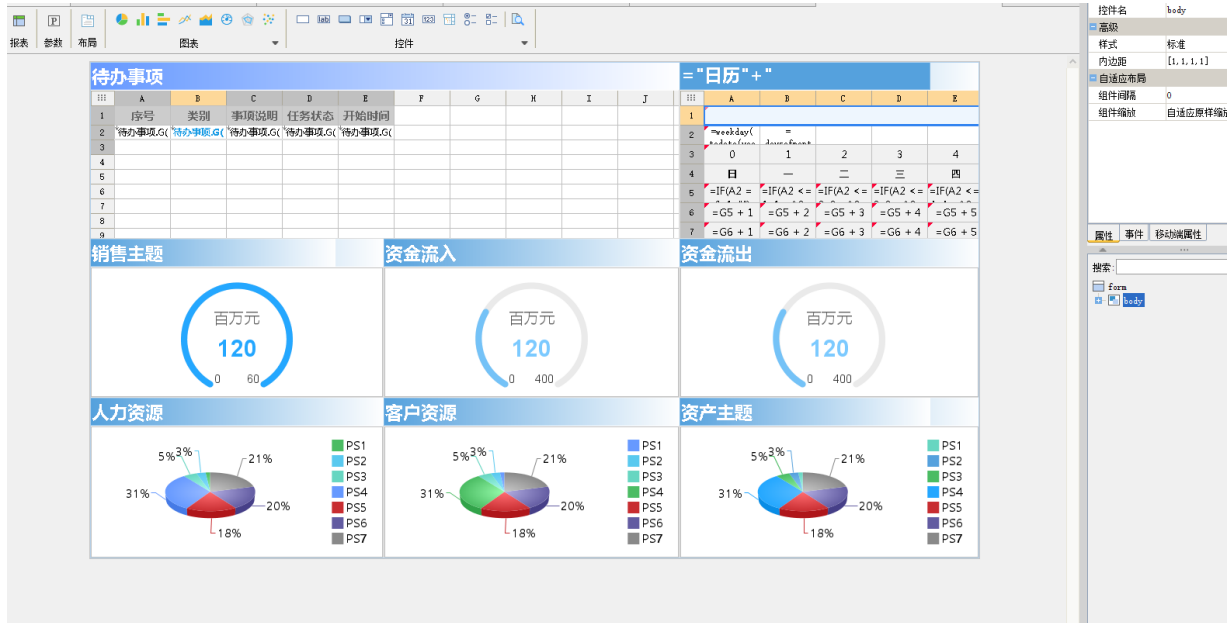 报表 参数 布局 图表 控件
待办事项
="日历"+"
A B C D E F G H I J
A B C D E
1 序号 类别 事项说明 任务状态 开始时间
2 待办事项.G( 待办事项.G( 待办事项.G( 待办事项.G( 待办事项.G(
3
4
5
6
7
8
9
1
2 =weekday( =
3 0 1 2 3 4
4 日 一 二 三 四
5 =IF(A2 = =IF(A2 <= =IF(A2 <= =IF(A2 <= =IF(A2 <=
6 =G5 + 1 =G5 + 2 =G5 + 3 =G5 + 4 =G5 + 5
7 =G6 + 1 =G6 + 2 =G6 + 3 =G6 + 4 =G6 + 5
销售主题
百万元
120
0 60
资金流入
百万元
120
0 400
资金流出
百万元
120
0 400
人力资源
5% 3% 21%
31% 20%
18%
PS1
PS2
PS3
PS4
PS5
PS6
PS7
客户资源
5% 3% 21%
31% 20%
18%
PS1
PS2
PS3
PS4
PS5
PS6
PS7
资产主题
5% 3% 21%
31% 20%
18%
PS1
PS2
PS3
PS4
PS5
PS6
PS7
控件名 body
高级
样式 标准
内边距 [1,1,1,1]
自适应布局
组件间隔 0
组件缩放 自适应原样缩
属性 事件 移动端属性
搜索:
form
body